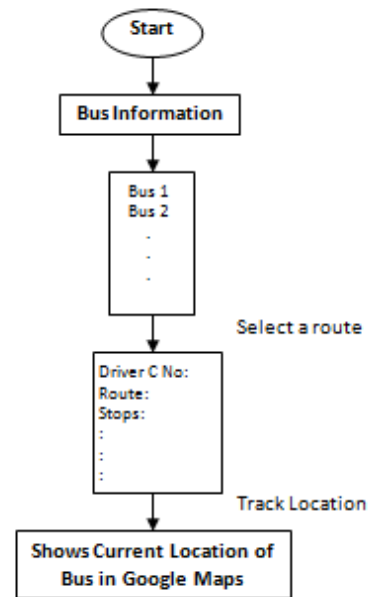 Start
Bus Information
Bus 1
Bus 2
.
.
.
Select a route
Driver C No:
Route:
Stops:
:
:
:
Track Location
Shows Current Location of
Bus in Google Maps